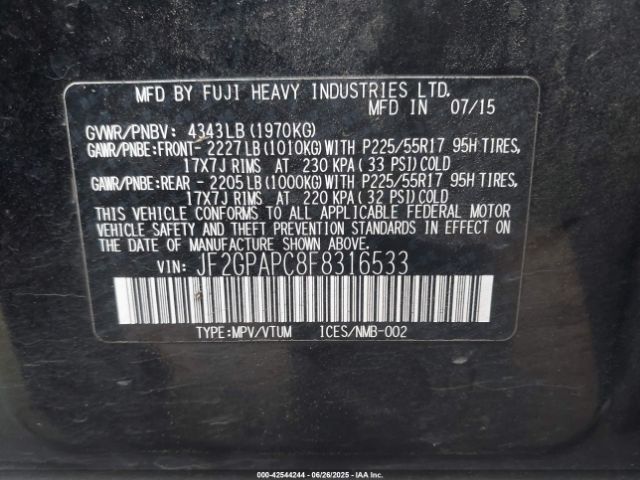 MFD BY FUJI HEAVY INDUSTRIES LTD.
MFD IN 07/15
GVWR/PNBV: 4343LB(1970KG)
GAWR/PNBE:FRONT- 2227LB(1010KG)WITH P225/55R17 95H TIRES,
17X7J RIMS AT 230 KPA(33 PSI)COLD
GAWR/PNBE:REAR - 2205LB(1000KG)WITH P225/55R17 95H TIRES,
17X7J RIMS AT 220 KPA(32 PSI)COLD
THIS VEHICLE CONFORMS TO ALL APPLICABLE FEDERAL MOTOR
VEHICLE SAFETY AND THEFT PREVENTION STANDARDS IN EFFECT
ON THE DATE OF MANUFACTURE SHOWN ABOVE.
VIN: JF2GPAPC8F8316533
TYPE:MPV/VTUM ICES/NMB-002
000-42544244 - 06/26/2025 - IAAI.COM